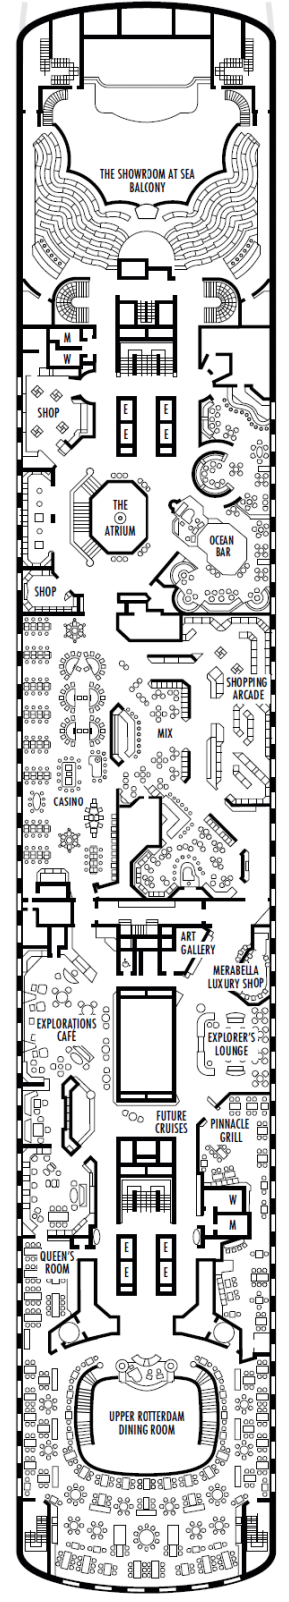 THE SHOWROOM AT SEA
BALCONY
M
W
SHOP
E
E
E
E
THE
ATRIUM
OCEAN
BAR
SHOP
SHOPPING
ARCADE
MIX
CASINO
ART
GALLERY
MERABELLA
LUXURY SHOP
EXPLORATIONS
CAFÉ
EXPLORER'S
LOUNGE
FUTURE
CRUISES
PINNACLE
GRILL
W
M
QUEEN'S
ROOM
E
E
E
E
UPPER ROTTERDAM
DINING ROOM